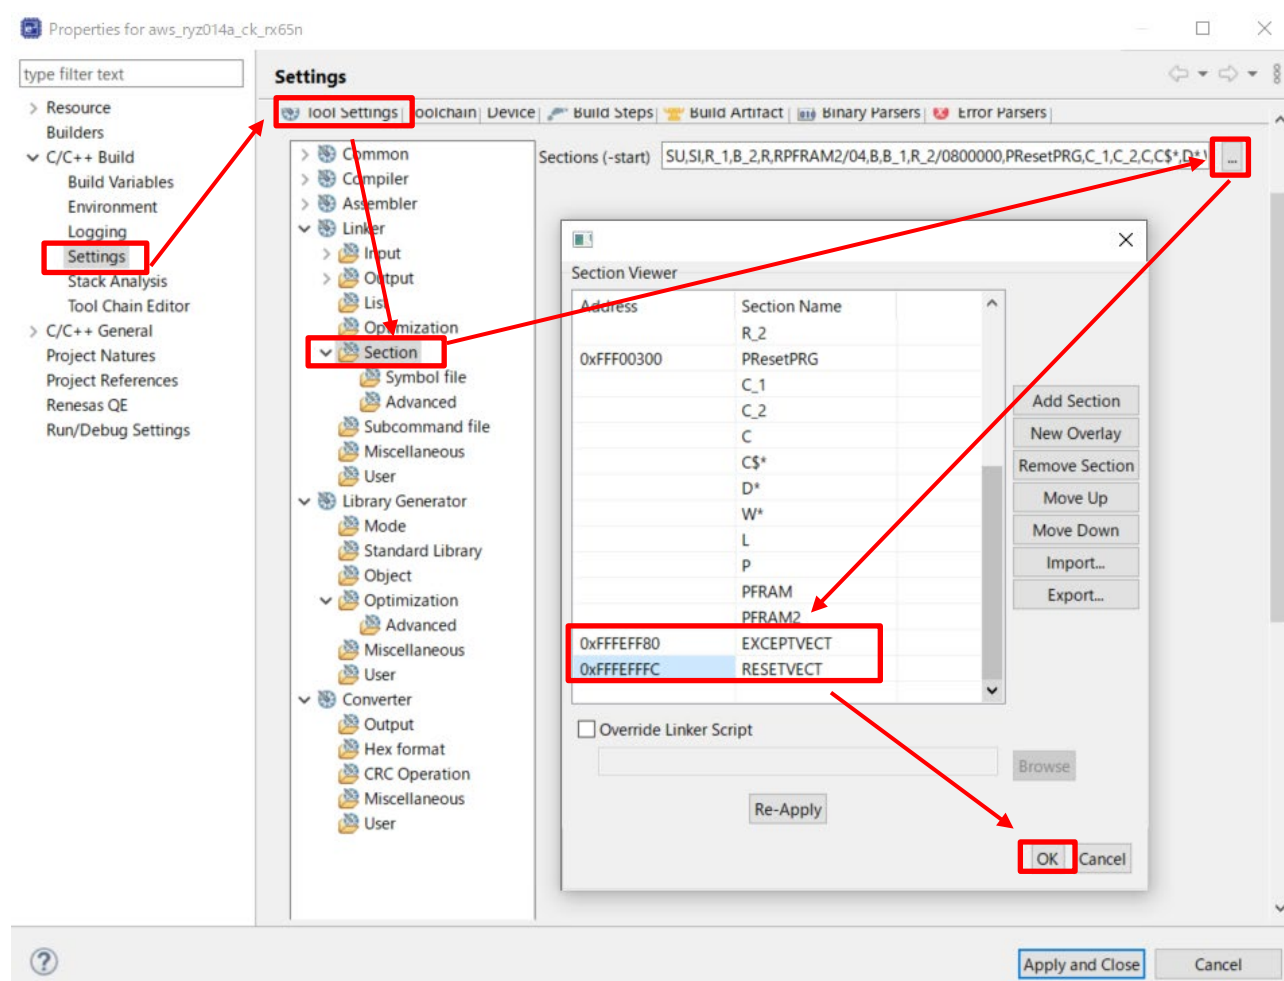 Properties for aws_ryz014a_ck_rx65n
type filter text
Resource
Builders
C/C++ Build
Build Variables
Environment
Logging
Settings
Stack Analysis
Tool Chain Editor
C/C++ General
Project Natures
Project References
Renesas QE
Run/Debug Settings
Settings
Tool Settings Toolchain Device Build Steps Build Artifact Binary Parsers Error Parsers
Common
Compiler
Assembler
Linker
Input
Output
List
Optimization
Section
Symbol file
Advanced
Subcommand file
Miscellaneous
User
Library Generator
Mode
Standard Library
Object
Optimization
Advanced
Miscellaneous
User
Converter
Output
Hex format
CRC Operation
Miscellaneous
User
Sections (-start) SU,SI,R_1,B_2,R,RPFRAM2/04,B,B_1,R_2/0800000,PResetPRG,C_1,C_2,C,C$*,D*, ...
Section Viewer
Address Section Name
R_2
0xFFF00300 PResetPRG
C_1
C_2
C
C$*
D*
W*
L
P
PFRAM
PFRAM2
0xFFFEFF80 EXCEPTVECT
0xFFFEFFFC RESETVECT
Add Section
New Overlay
Remove Section
Move Up
Move Down
Import...
Export...
Override Linker Script
Browse
Re-Apply
OK Cancel
Apply and Close Cancel